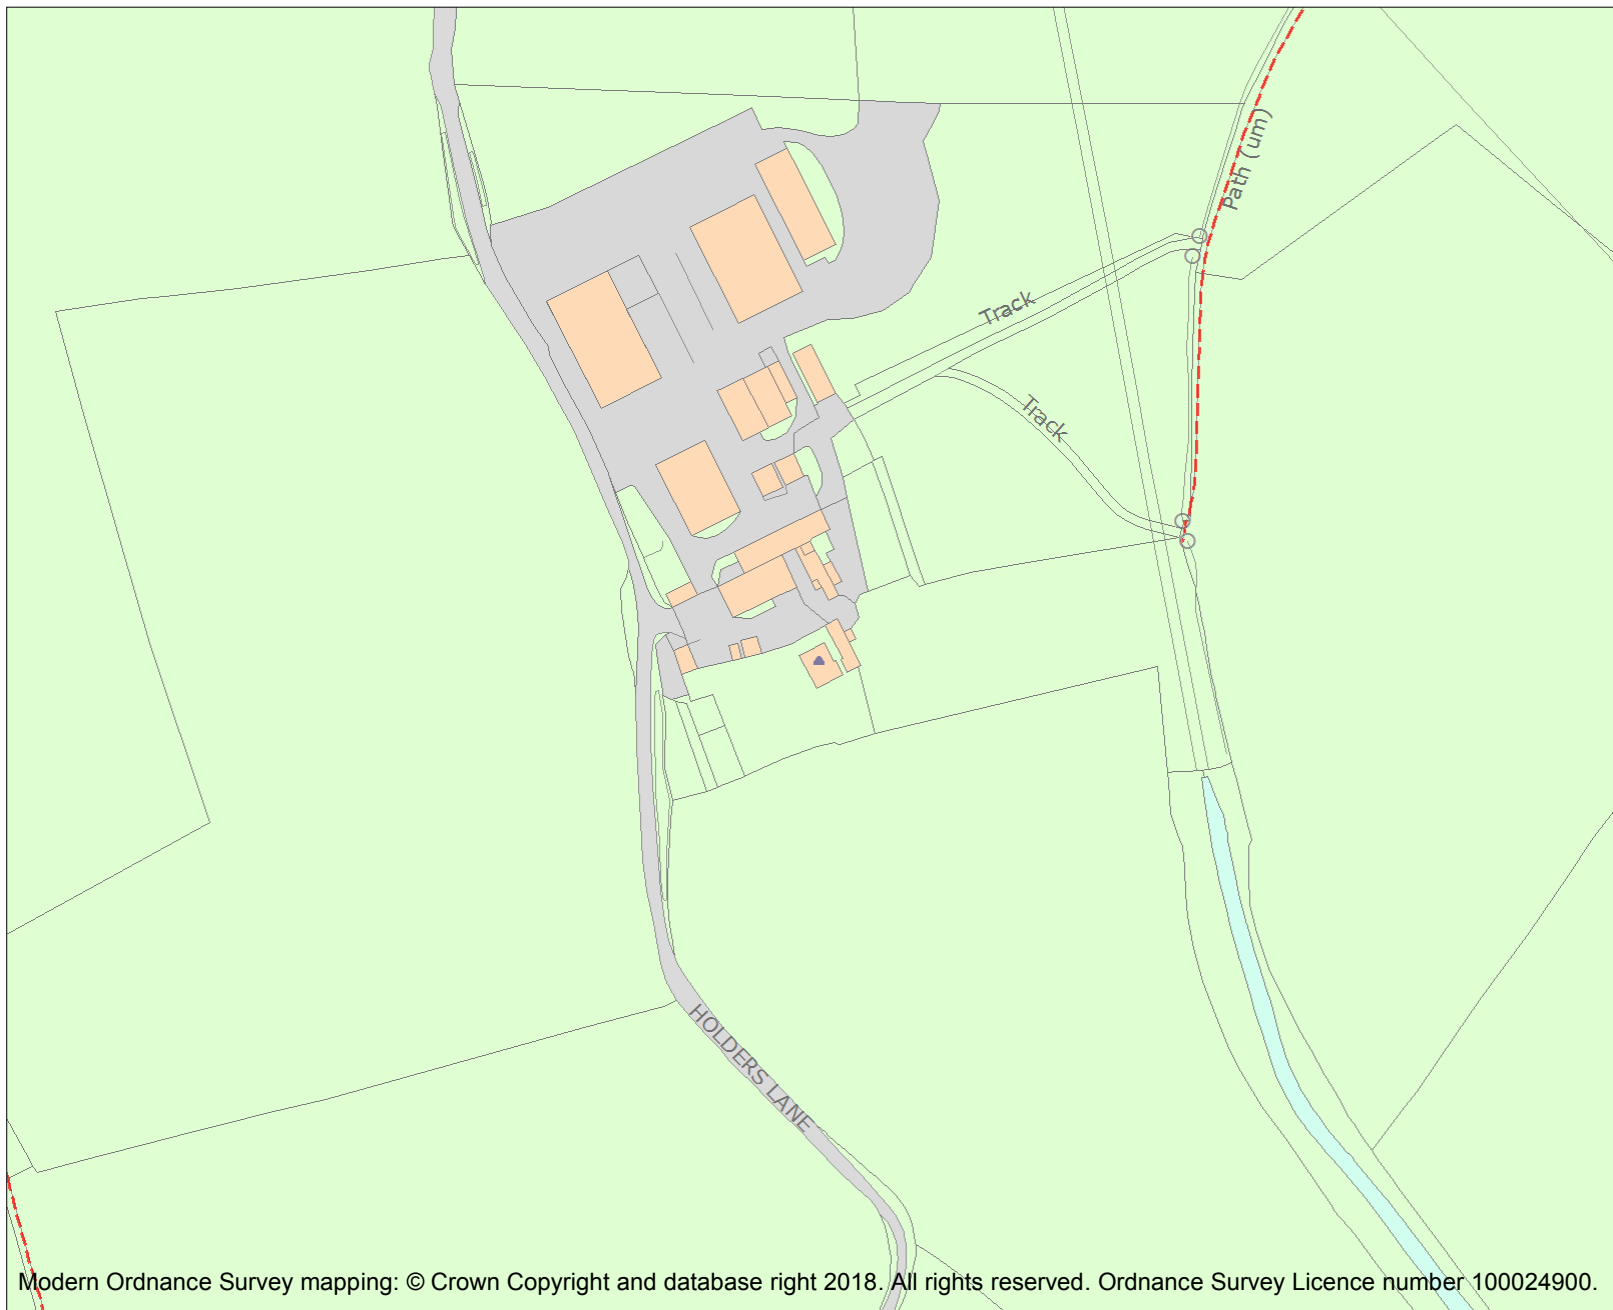 Path (um)
Track
Track
HOLDERS LANE
Modern Ordnance Survey mapping: © Crown Copyright and database right 2018. All rights reserved. Ordnance Survey Licence number 100024900.